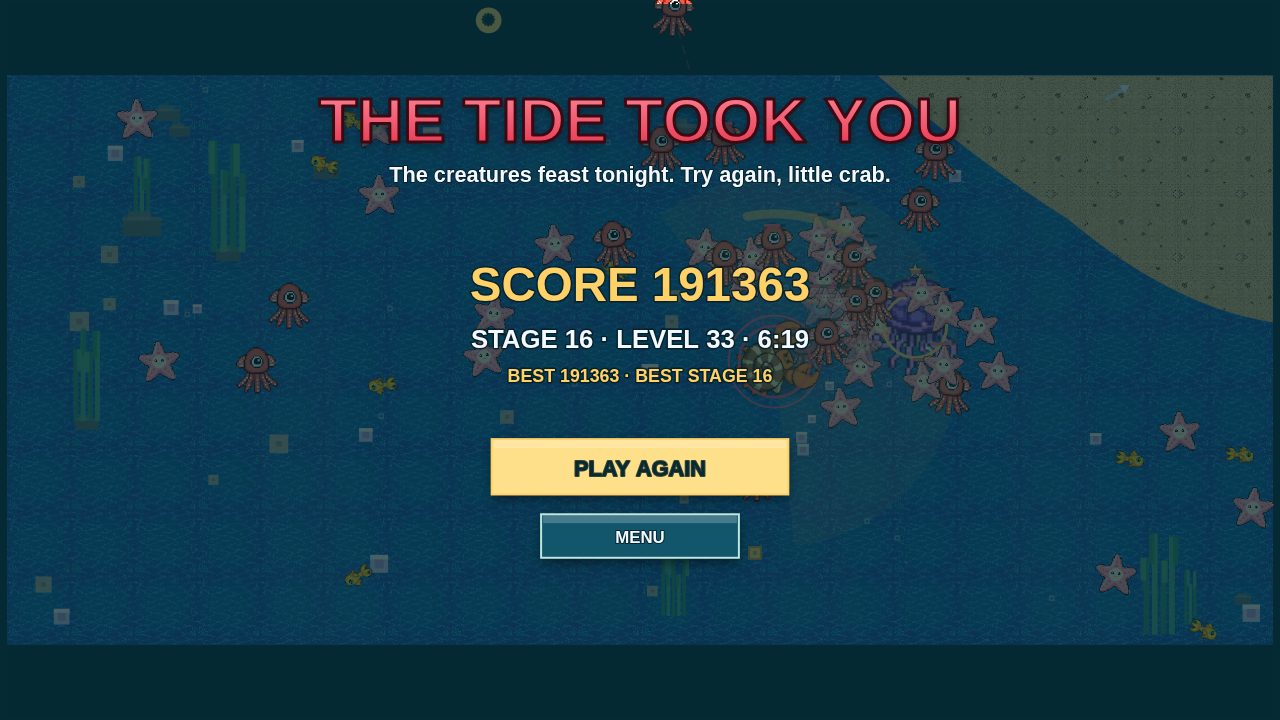 THE TIDE TOOK YOU
The creatures feast tonight. Try again, little crab.
SCORE 191363
STAGE 16 · LEVEL 33 · 6:19
BEST 191363 · BEST STAGE 16
PLAY AGAIN
MENU